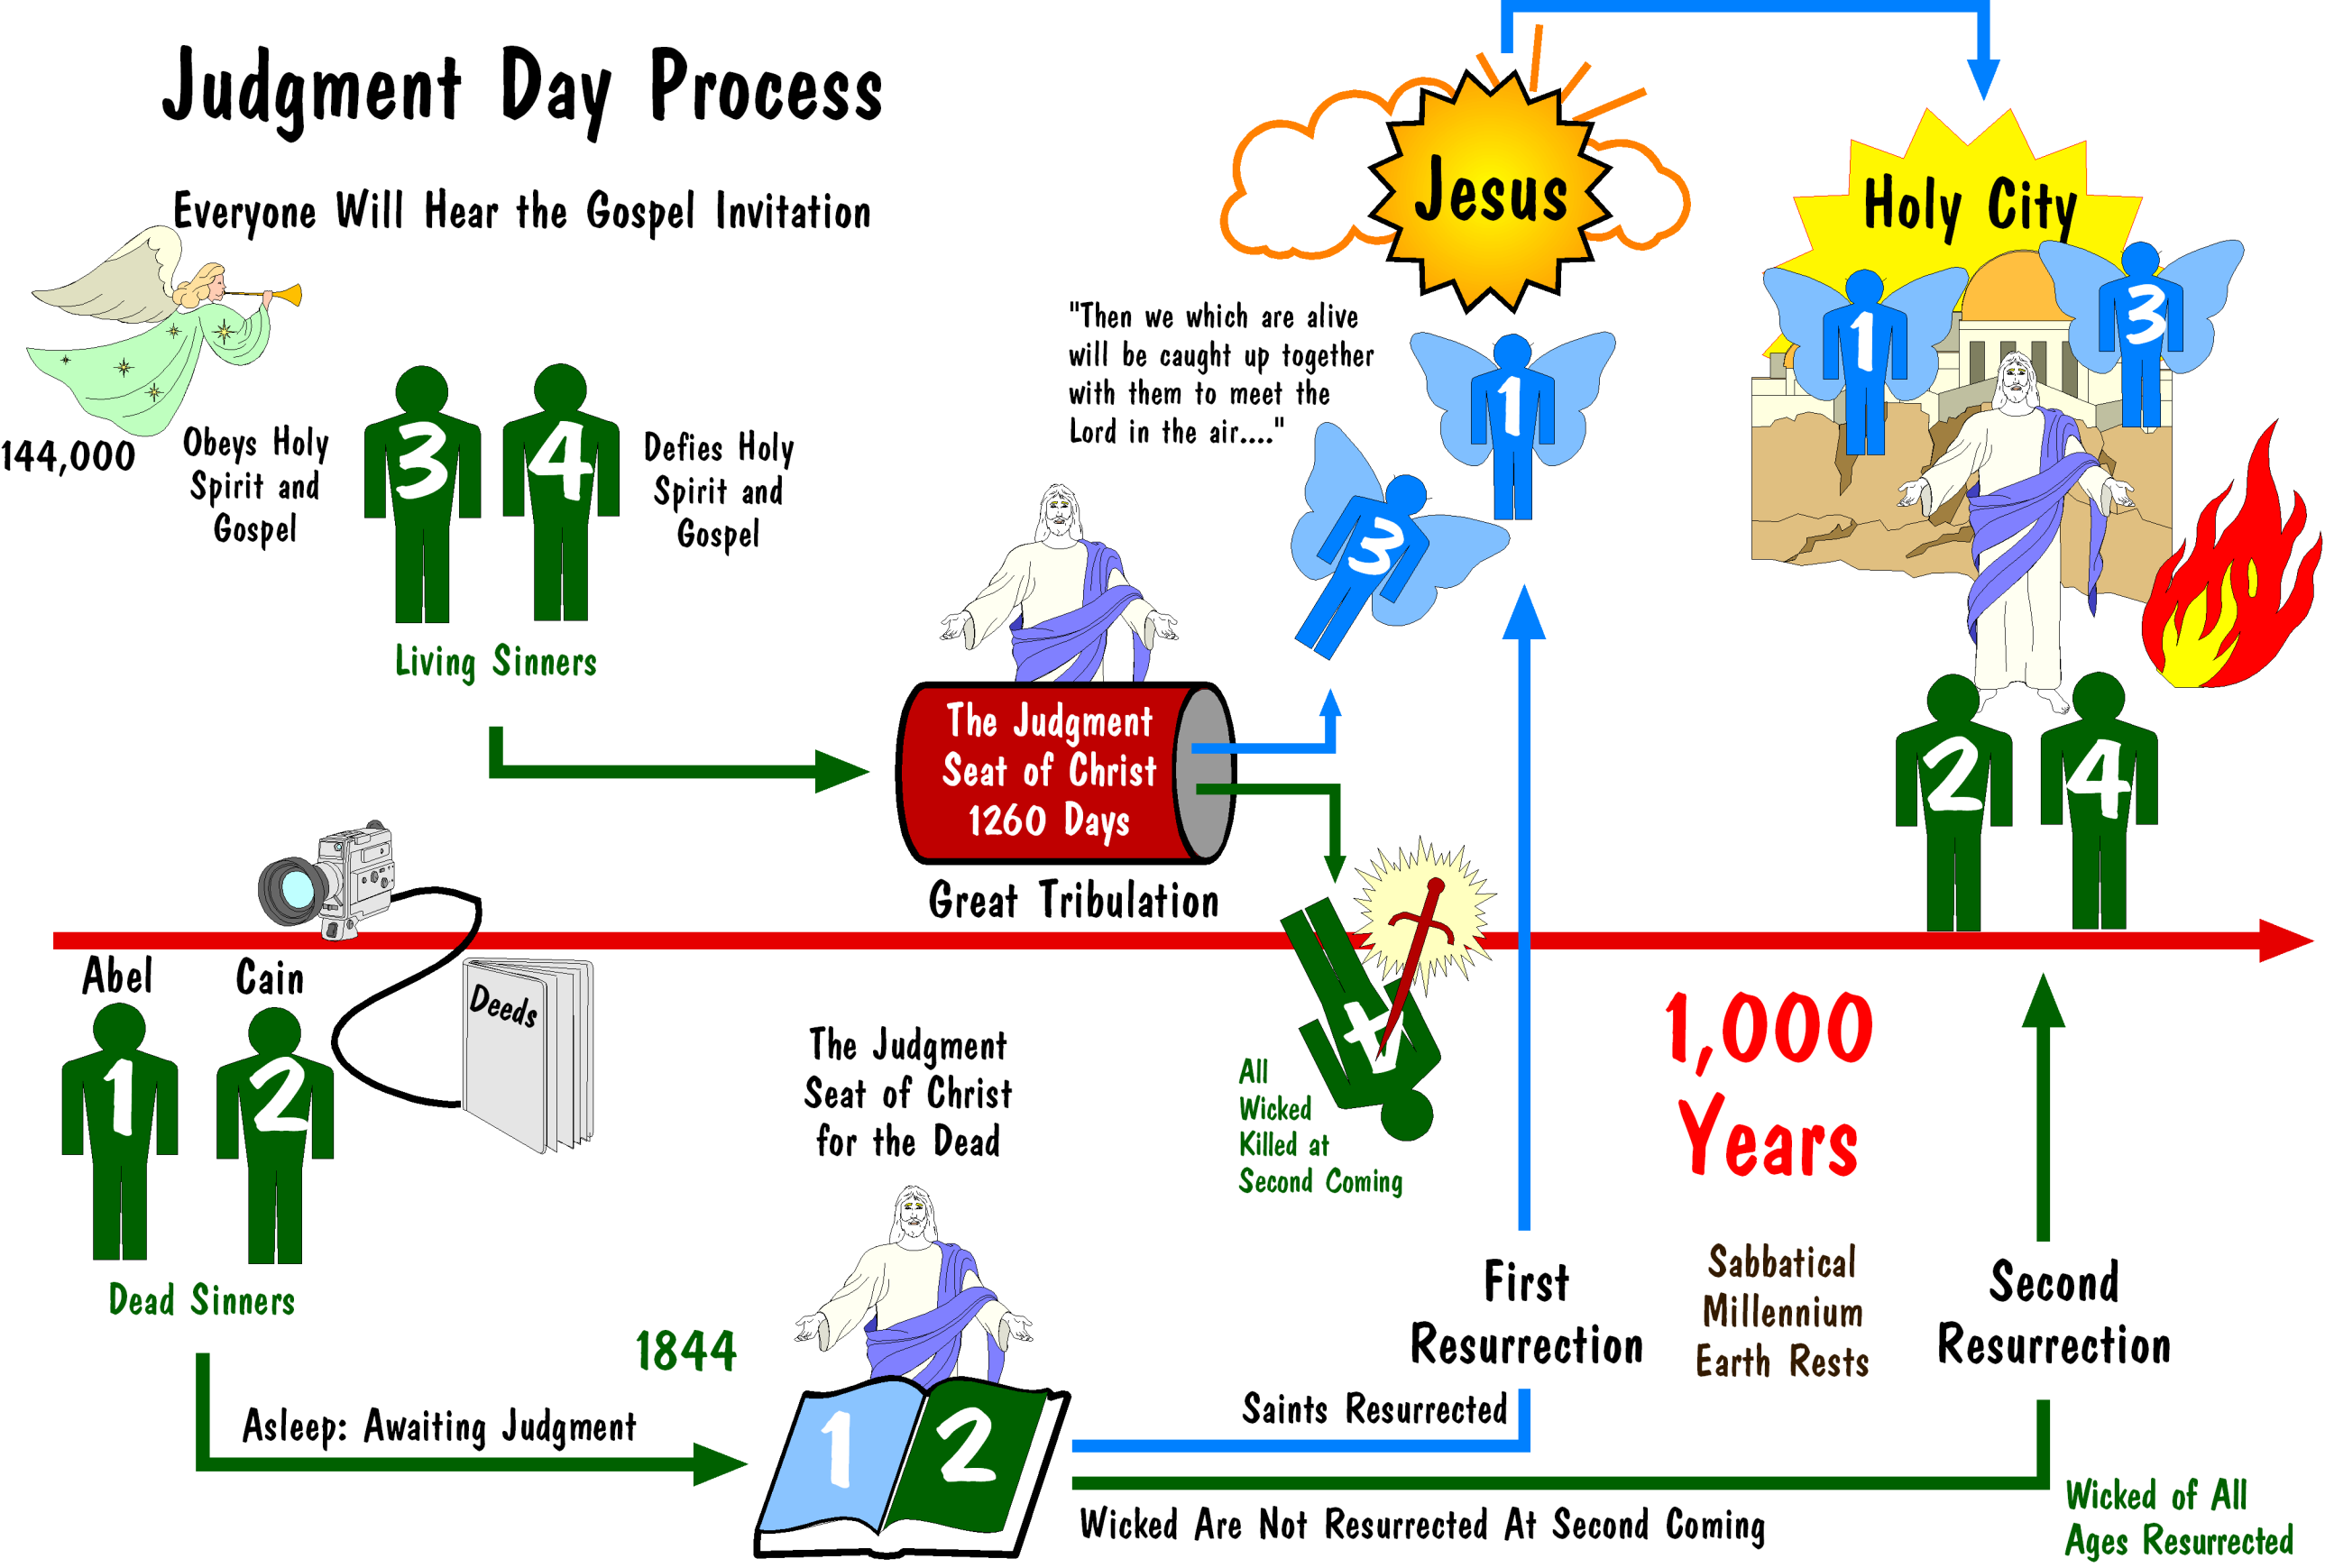 Judgment Day Process
Everyone Will Hear the Gospel Invitation
144,000
Obeys Holy
Spirit and
Gospel
3
4
Defies Holy
Spirit and
Gospel
Living Sinners
Jesus
"Then we which are alive
will be caught up together
with them to meet the
Lord in the air...."
1
3
Holy City
1
3
2
4
The Judgment
Seat of Christ
1260 Days
Great Tribulation
Abel
Cain
1
2
Deeds
Dead Sinners
4
All
Wicked
Killed at
Second Coming
1,000
Years
The Judgment
Seat of Christ
for the Dead
1844
Asleep: Awaiting Judgment
1
2
First
Resurrection
Saints Resurrected
Sabbatical
Millennium
Earth Rests
Second
Resurrection
Wicked Are Not Resurrected At Second Coming
Wicked of All
Ages Resurrected